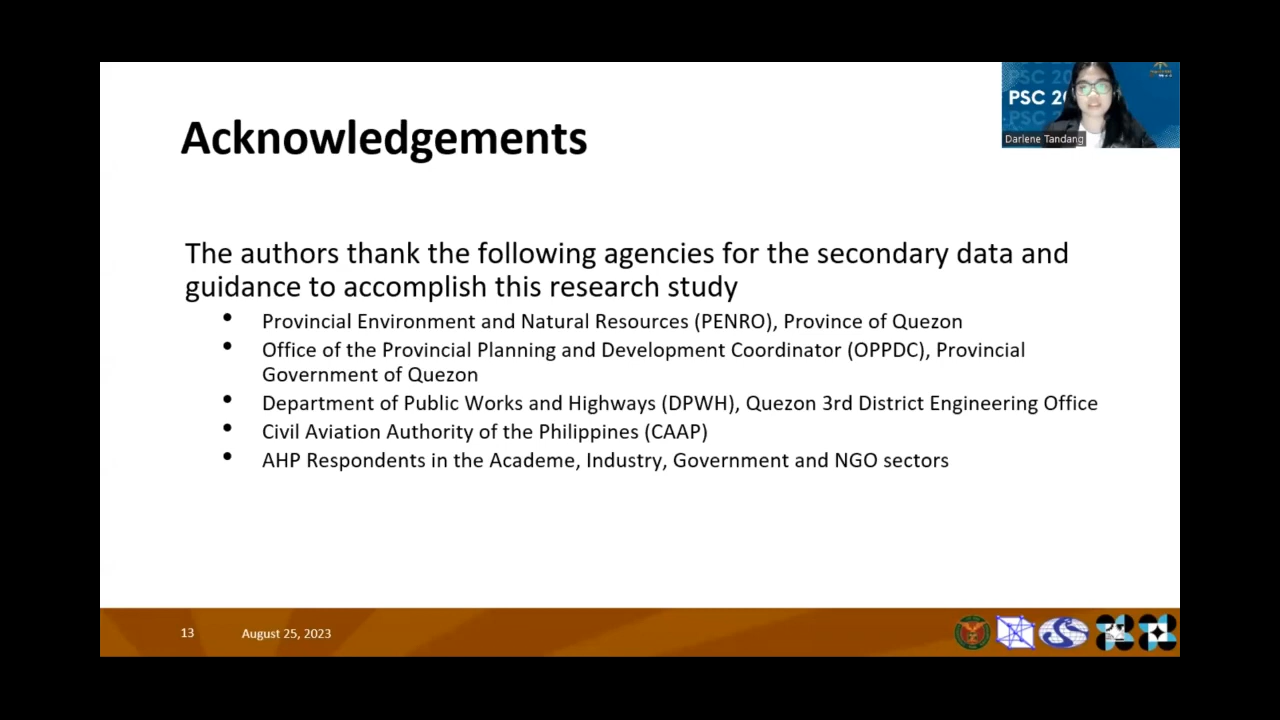 PSC 20
PSC 20
PSC
Darlene Tandang
Acknowledgements
The authors thank the following agencies for the secondary data and
guidance to accomplish this research study
• Provincial Environment and Natural Resources (PENRO), Province of Quezon
• Office of the Provincial Planning and Development Coordinator (OPPDC), Provincial
Government of Quezon
• Department of Public Works and Highways (DPWH), Quezon 3rd District Engineering Office
• Civil Aviation Authority of the Philippines (CAAP)
• AHP Respondents in the Academe, Industry, Government and NGO sectors
13 August 25, 2023